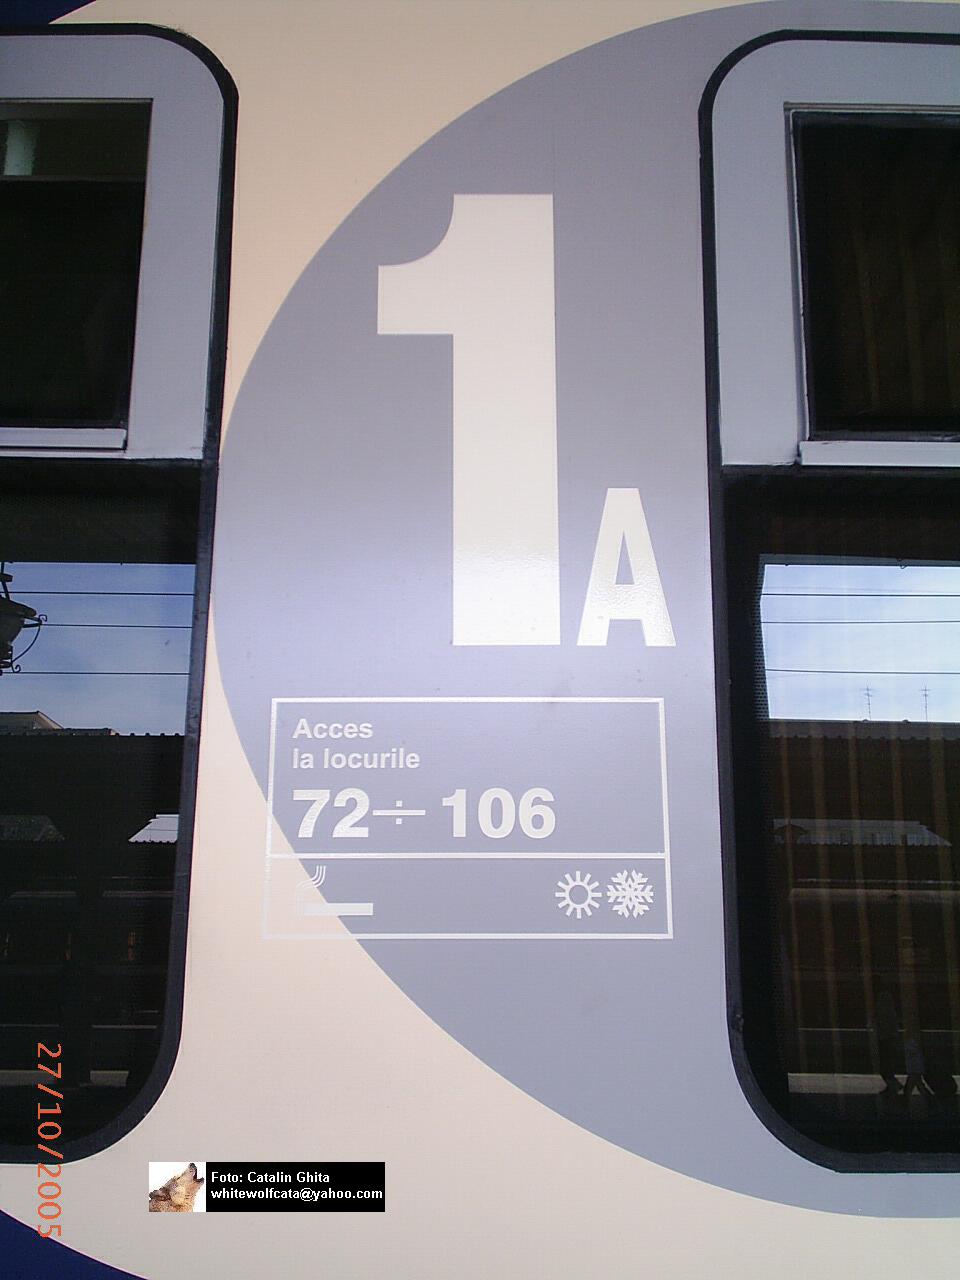 1A
Acces
la locurile
72÷106
27/10/2005
Foto: Catalin Ghita
whitewolfcata@yahoo.com